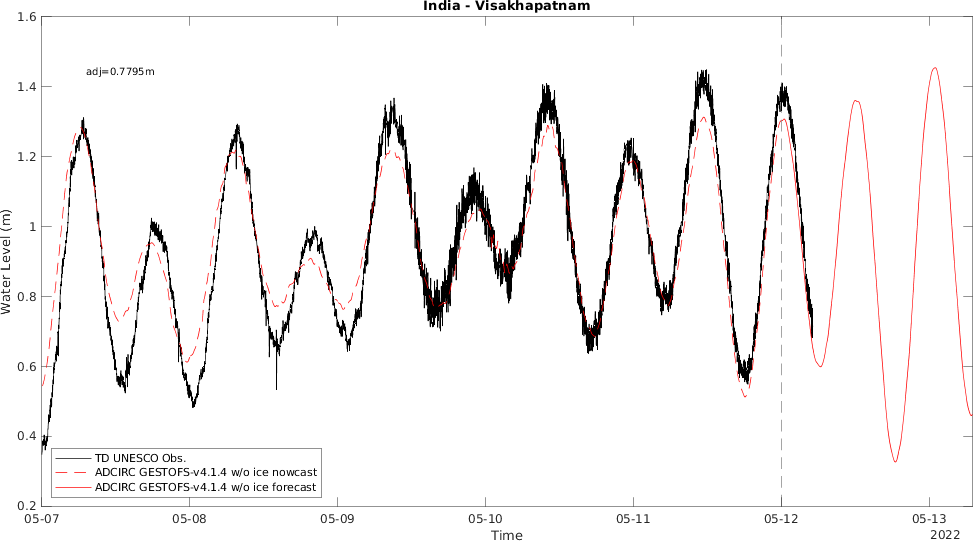 India - Visakhapatnam
1.6
1.4
1.2
1
0.8
0.6
0.4
0.2
Water Level (m)
adj=0.7795m
TD UNESCO Obs.
ADCIRC GESTOFS-v4.1.4 w/o ice nowcast
ADCIRC GESTOFS-v4.1.4 w/o ice forecast
05-07 05-08 05-09 05-10 05-11 05-12 05-13
Time
2022